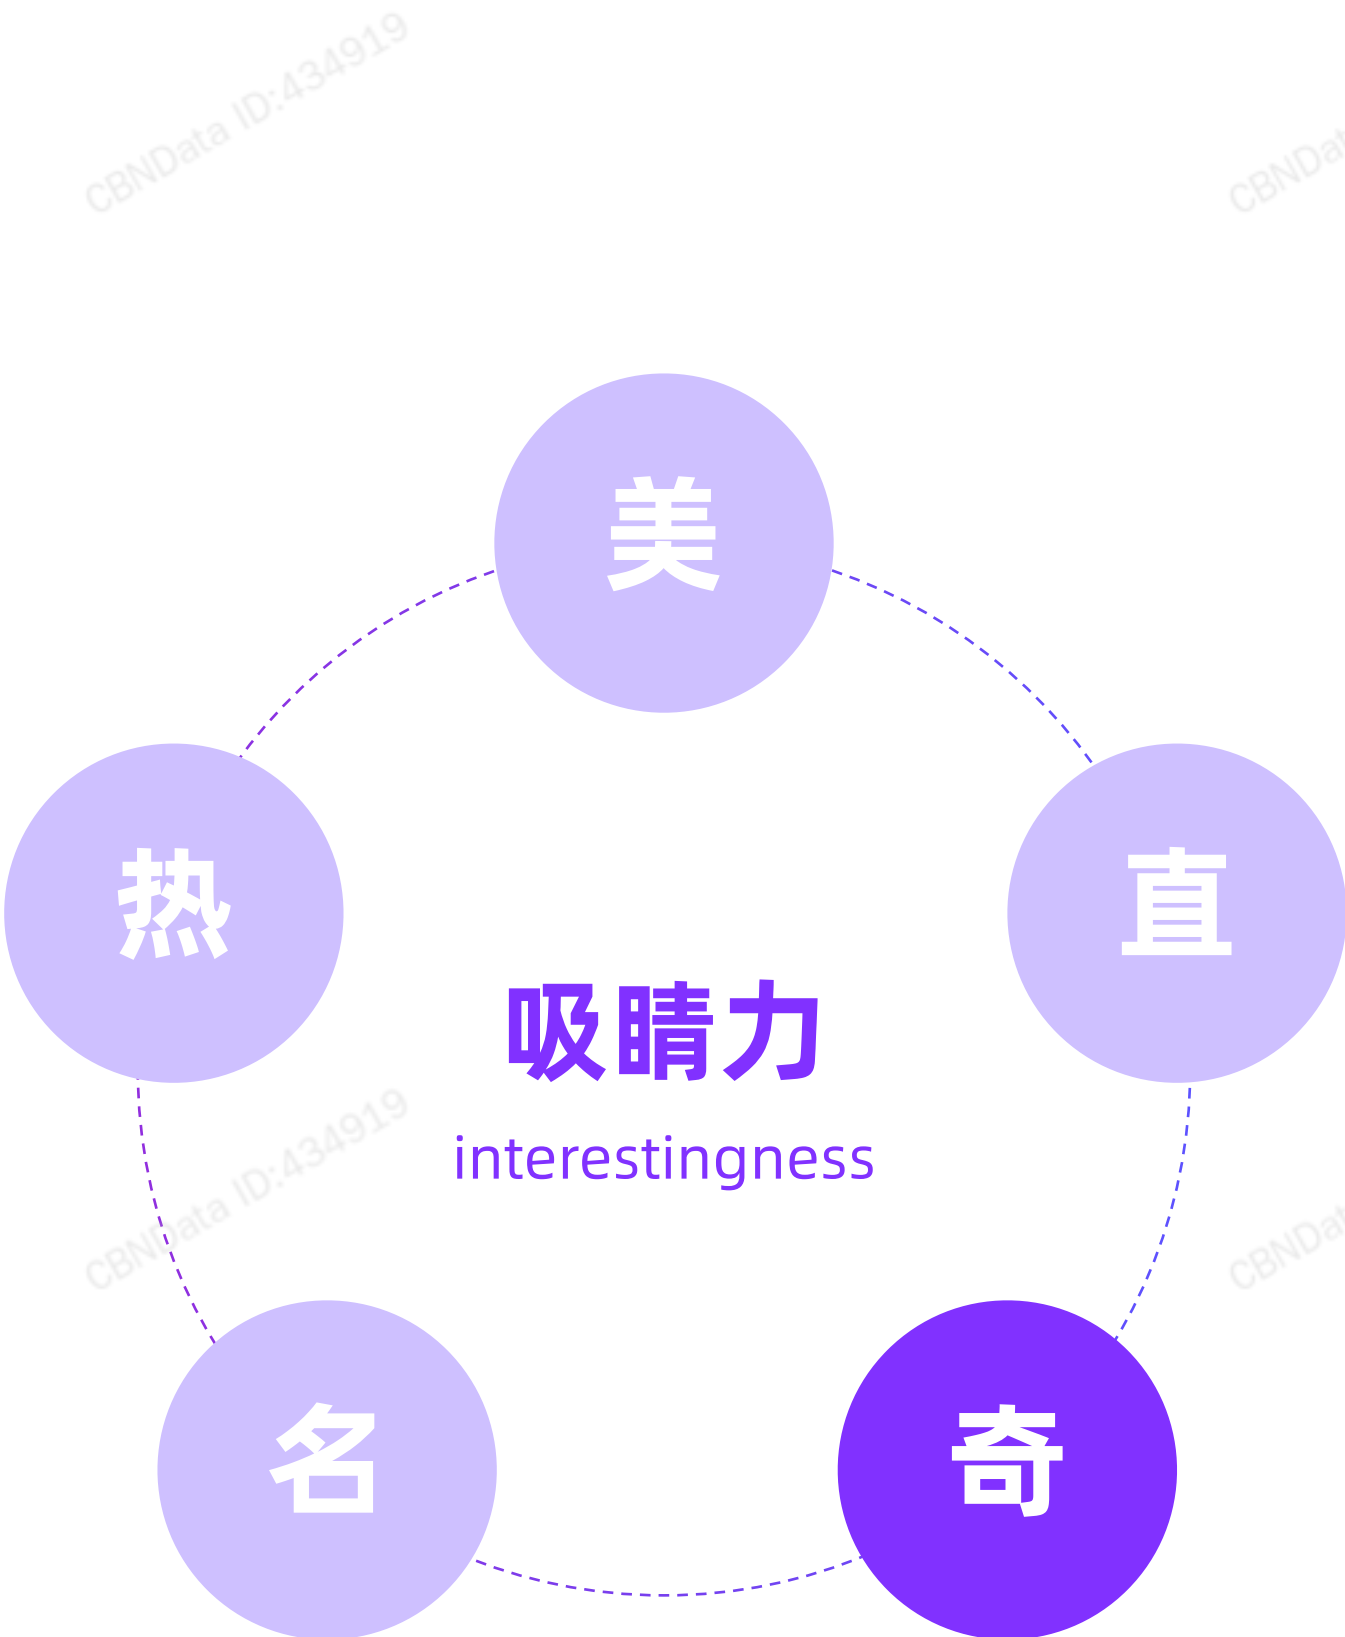 CBNData ID:434919
CBNDat
美
热
直
吸睛力
interestingness
CBNData ID:434919
CBNDat
名
奇